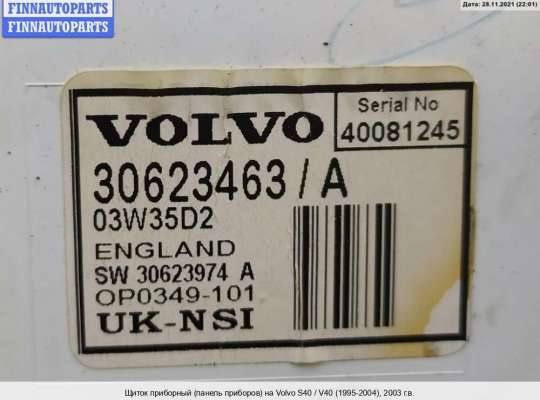 FINNAUTOPARTS
FINNAUTOPARTS
Дата: 28.11.2021 (22:01)
VOLVO
Serial No
40081245
30623463 / A
03W35D2
ENGLAND
SW 30623974 A
OP0349-101
UK-NSI
Щиток приборный (панель приборов) на Volvo S40 / V40 (1995-2004), 2003 г.в.